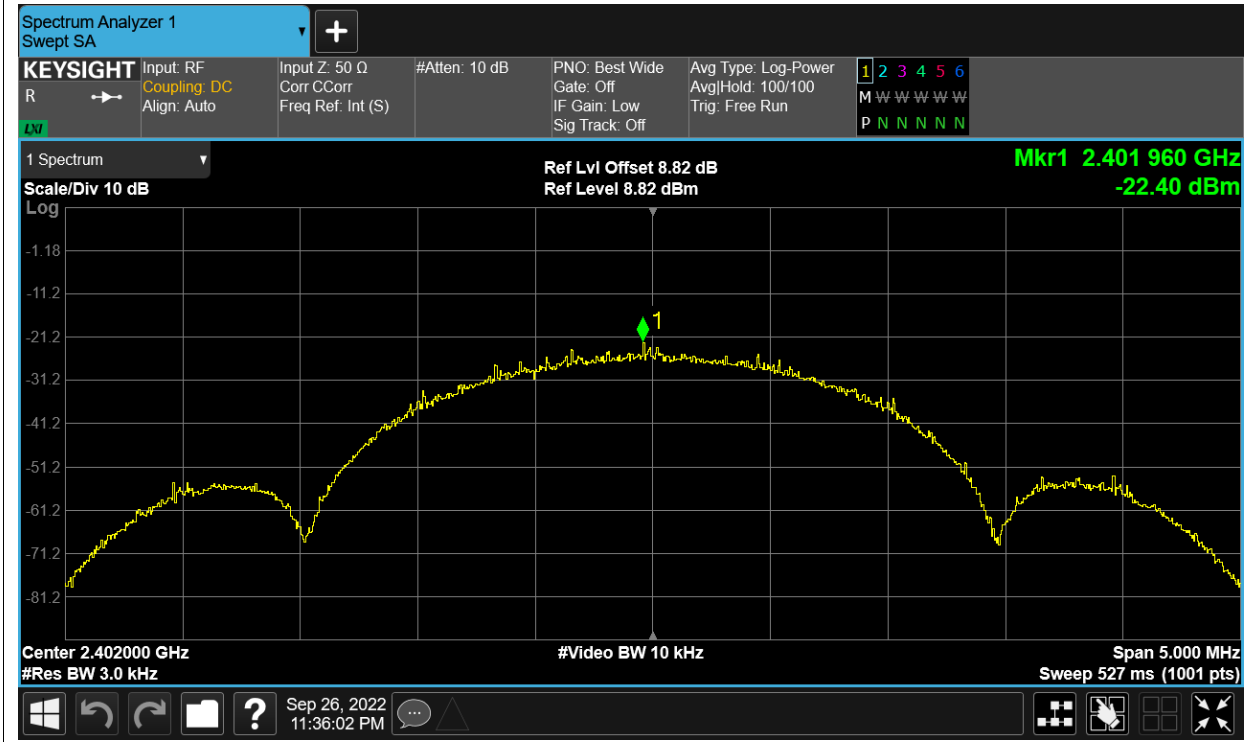 Spectrum Analyzer 1
Swept SA
KEYSIGHT
R
LXI
Input: RF
Coupling: DC
Align: Auto
Input Z: 50 Ω
Corr CCorr
Freq Ref: Int (S)
#Atten: 10 dB
PNO: Best Wide
Gate: Off
IF Gain: Low
Sig Track: Off
Avg Type: Log-Power
Avg|Hold: 100/100
Trig: Free Run
1 2 3 4 5 6
M W W W W W
P N N N N N
1 Spectrum
Scale/Div 10 dB
Log
Ref Lvl Offset 8.82 dB
Ref Level 8.82 dBm
Mkr1 2.401 960 GHz
-22.40 dBm
-1.18
-11.2
1
-21.2
-31.2
-41.2
-51.2
-61.2
-71.2
-81.2
Center 2.402000 GHz
#Video BW 10 kHz
Span 5.000 MHz
#Res BW 3.0 kHz
Sweep 527 ms (1001 pts)
?
Sep 26, 2022
11:36:02 PM